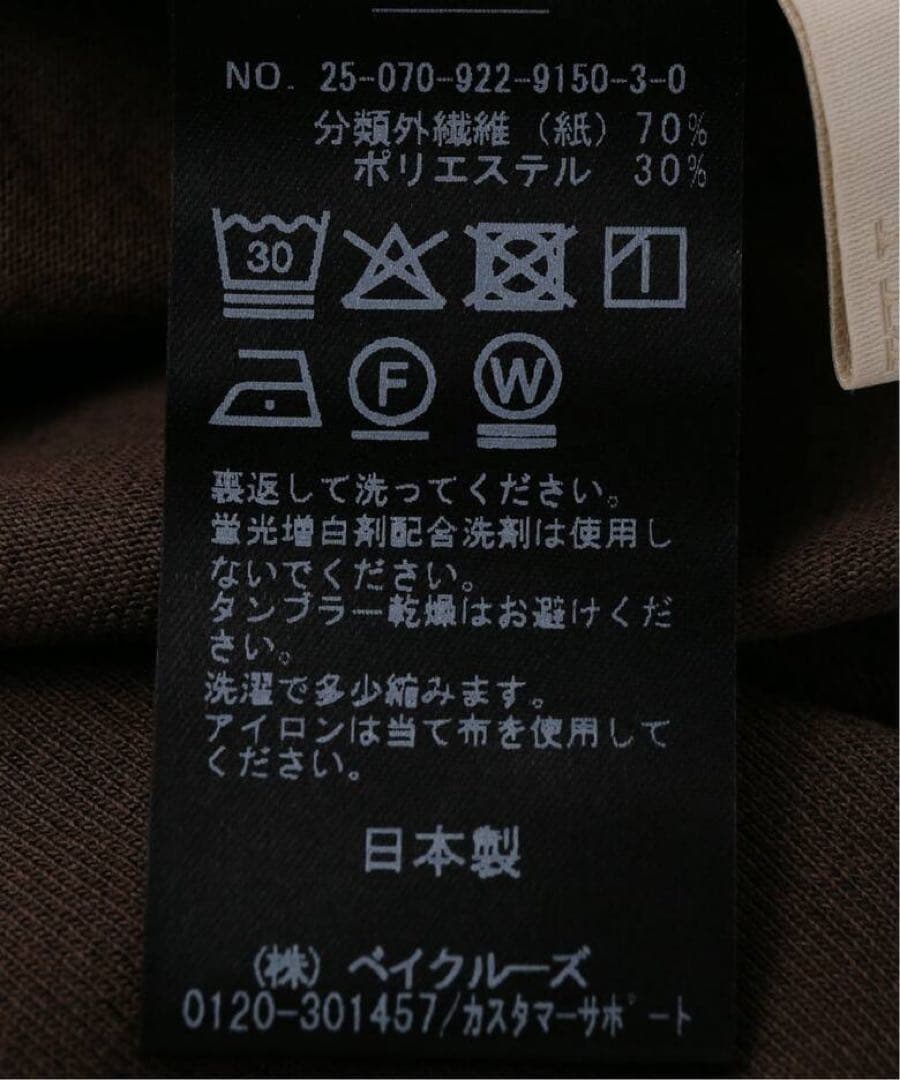 NO. 25-070-922-9150-3-0
分類外繊維（紙） 70%
ポリエステル 30%
30
F W
裏返して洗ってください。
蛍光増白剤配合洗剤は使用し
ないでください。
タンブラー乾燥はお避けくだ
さい。
洗濯で多少縮みます。
アイロンは当て布を使用して
ください。
日本製
（株）ベイクルーズ
0120-301457/カスタマーサポート